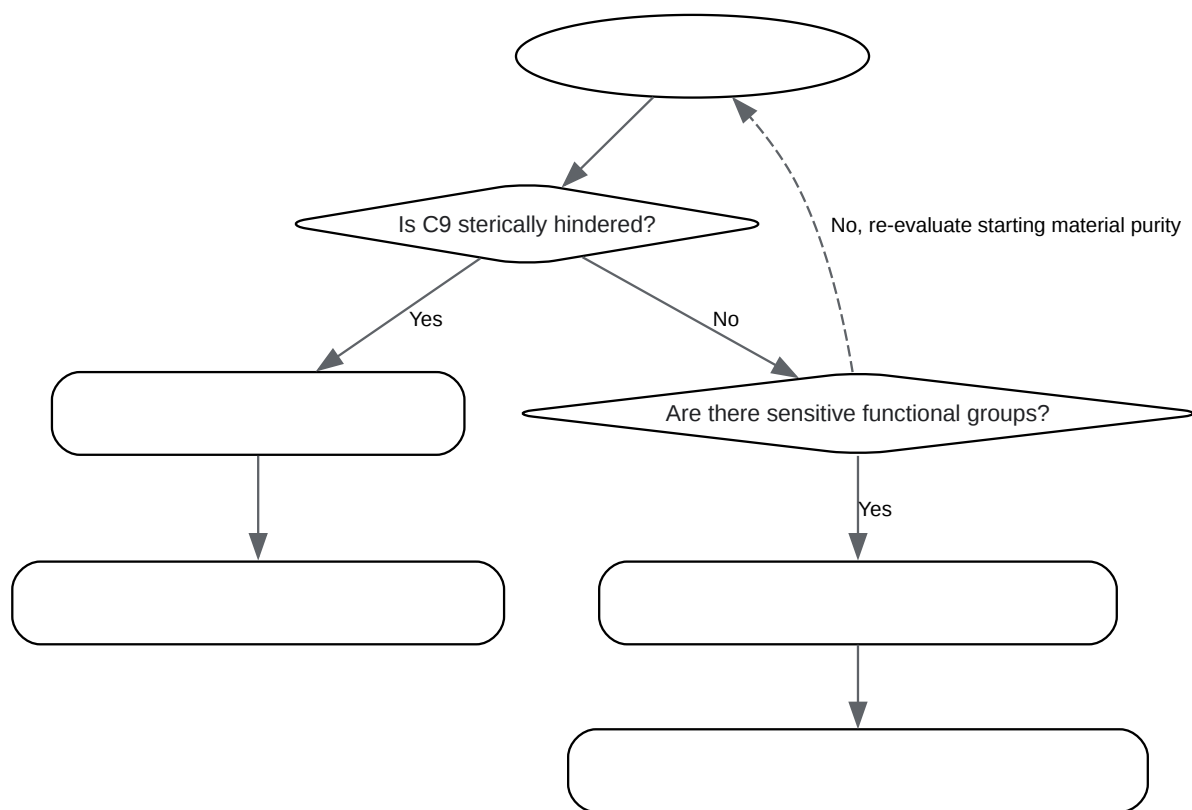 Is C9 sterically hindered?
No, re-evaluate starting material purity
Yes
No
Are there sensitive functional groups?
Yes